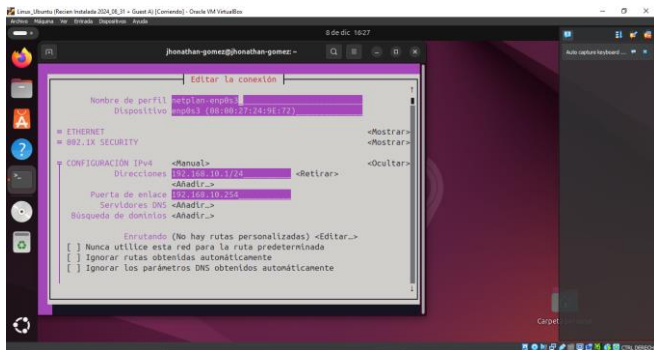 Linux_Ubuntu (Recien Instalada 2024_08_31 + Guest A) [Corriendo] - Oracle VM VirtualBox
Archivo Máquina Ver Entrada Dispositivos Ayuda
8 de dic 16:27
jhonathan-gomez@jhonathan-gomez: ~
Auto capture keyboard ...
Editar la conexión
Nombre de perfil netplan-enp0s3
Dispositivo enp0s3 (08:00:27:24:9E:72)
= ETHERNET <Mostrar>
= 802.1X SECURITY <Mostrar>
CONFIGURACIÓN IPv4 <Manual> <Ocultar>
Direcciones 192.168.10.1/24 <Retirar>
<Añadir…>
Puerta de enlace 192.168.10.254
Servidores DNS <Añadir…>
Búsqueda de dominios <Añadir…>
Enrutando (No hay rutas personalizadas) <Editar…>
[ ] Nunca utilice esta red para la ruta predeterminada
[ ] Ignorar rutas obtenidas automáticamente
[ ] Ignorar los parámetros DNS obtenidos automáticamente
CTRL DERECHA